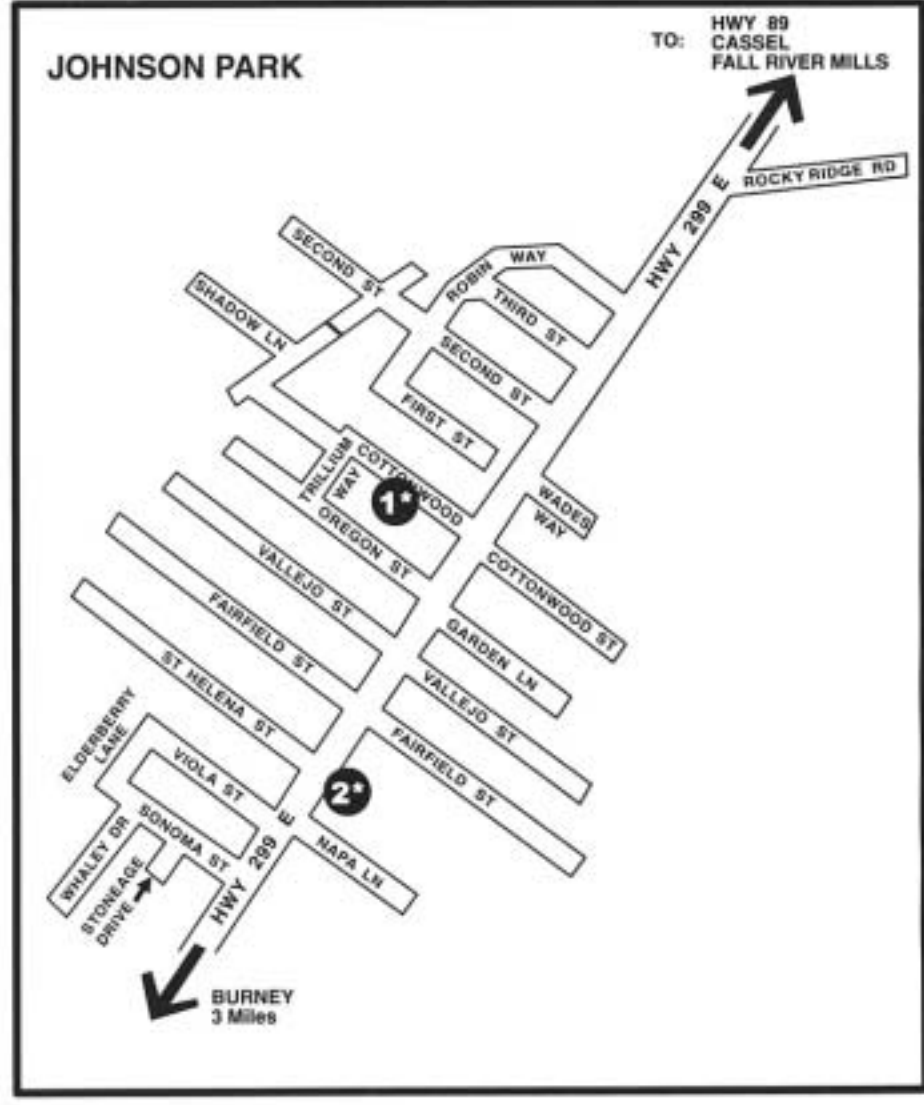 JOHNSON PARK
TO:
HWY 89
CASSEL
FALL RIVER MILLS
ROCKY RIDGE RD
HWY 299 E
SECOND ST
ROBIN WAY
THIRD ST
SHADOW LN
SECOND ST
FIRST ST
TRILLIUM
WAY
COTTONWOOD
1*
WADES
WAY
OREGON ST
COTTONWOOD ST
VALLEJO ST
GARDEN LN
FAIRFIELD ST
VALLEJO ST
ST HELENA ST
FAIRFIELD ST
ELDERBERRY
LANE
VIOLA ST
2*
SONOMA ST
NAPA LN
WHALEY DR
STONEAGE
DRIVE
HWY 299 E
BURNEY
3 Miles